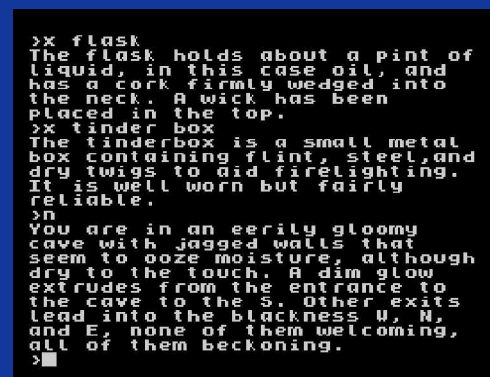 >x flask
The flask holds about a pint of
liquid, in this case oil, and
has a cork firmly wedged into
the neck. A wick has been
placed in the top.
>x tinder box
The tinderbox is a small metal
box containing flint, steel,and
dry twigs to aid firelighting.
It is well worn but fairly
reliable.
>n
You are in an eerily gloomy
cave with jagged walls that
seem to ooze moisture, although
dry to the touch. A dim glow
extrudes from the entrance to
the cave to the S. Other exits
lead into the blackness W, N,
and E, none of them welcoming,
all of them beckoning.
>